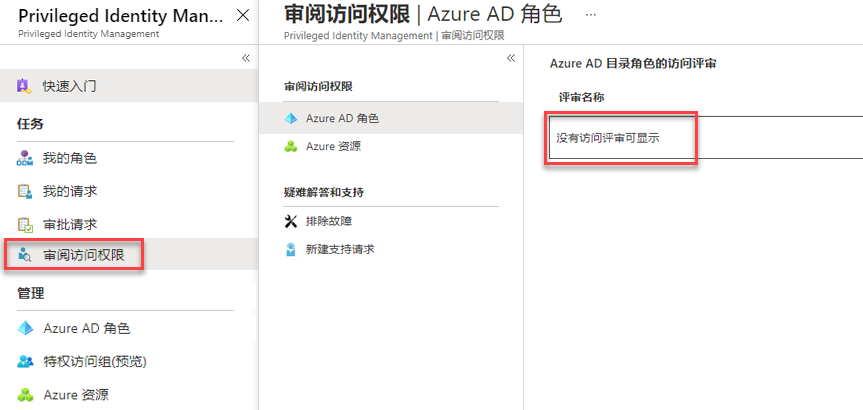 Privileged Identity Mana...
Privileged Identity Management
«
快速入门
任务
我的角色
我的请求
审批请求
审阅访问权限
管理
Azure AD 角色
特权访问组(预览)
Azure 资源
审阅访问权限 | Azure AD 角色 ...
Privileged Identity Management | 审阅访问权限
«
审阅访问权限
Azure AD 角色
Azure 资源
疑难解答和支持
排除故障
新建支持请求
Azure AD 目录角色的访问评审
评审名称
没有访问评审可显示